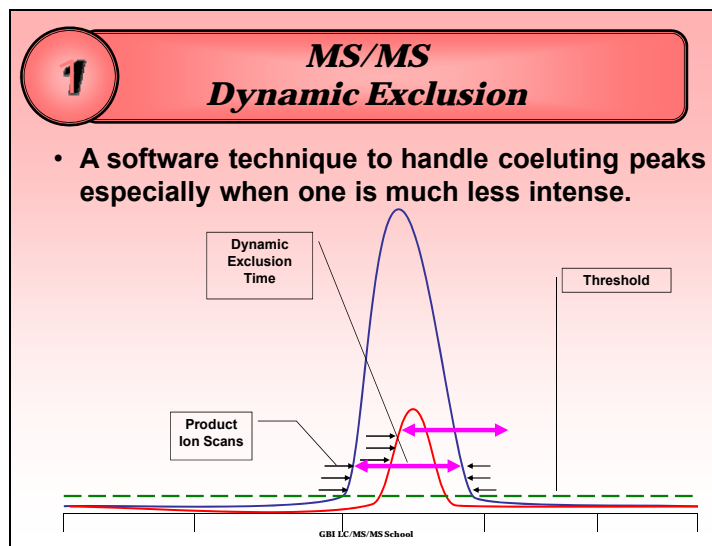 1
MS/MS
Dynamic Exclusion
• A software technique to handle coeluting peaks
especially when one is much less intense.
Dynamic
Exclusion
Time
Threshold
Product
Ion Scans
GBI LC/MS/MS School